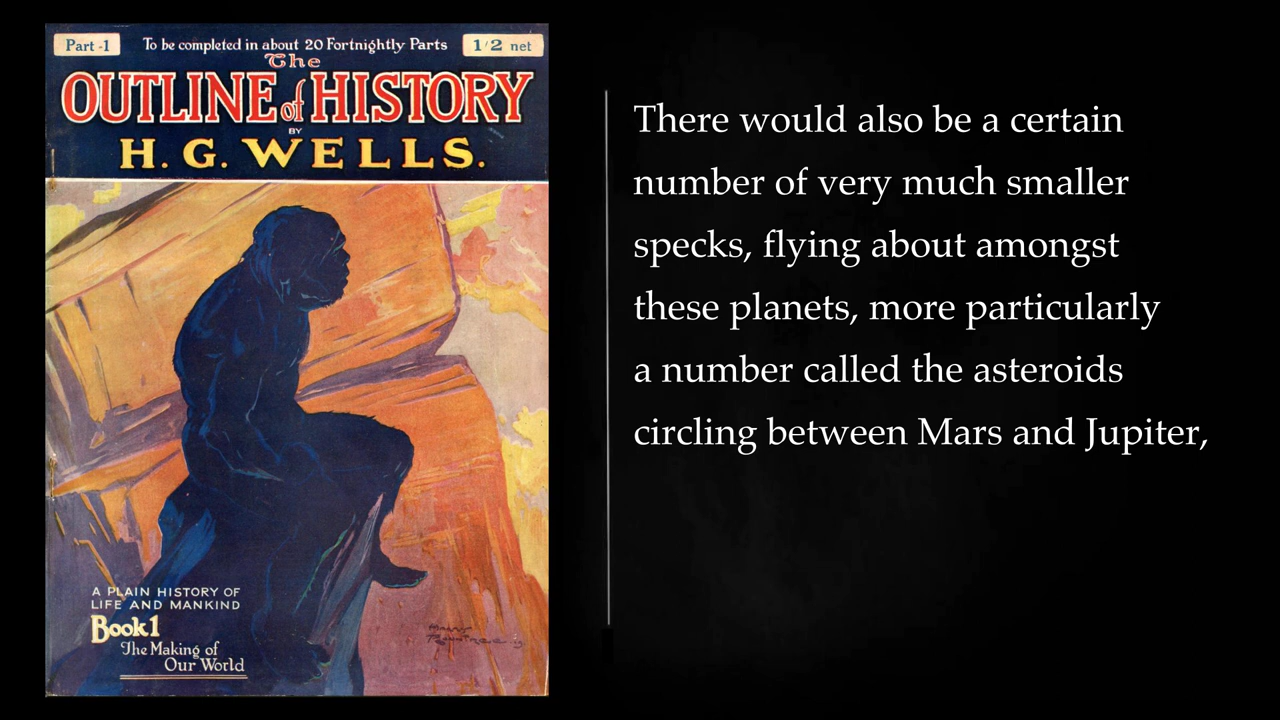 Part -1
To be completed in about 20 Fortnightly Parts
1/2 net
The
OUTLINE of HISTORY
BY
H. G. WELLS.
A PLAIN HISTORY OF
LIFE AND MANKIND
Book 1
The Making of
Our World
There would also be a certain
number of very much smaller
specks, flying about amongst
these planets, more particularly
a number called the asteroids
circling between Mars and Jupiter,